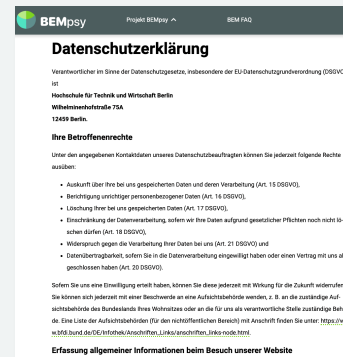 BEMpsy Projekt BEMpsy BEM FAQ
Datenschutzerklärung
Verantwortlicher im Sinne der Datenschutzgesetze, insbesondere der EU-Datenschutzgrundverordnung (DSGVO
ist
Hochschule für Technik und Wirtschaft Berlin
Wilhelminenhofstraße 75A
12459 Berlin.
Ihre Betroffenenrechte
Unter den angegebenen Kontaktdaten unseres Datenschutzbeauftragten können Sie jederzeit folgende Rechte
ausüben:
• Auskunft über Ihre bei uns gespeicherten Daten und deren Verarbeitung (Art. 15 DSGVO),
• Berichtigung unrichtiger personenbezogener Daten (Art. 16 DSGVO),
• Löschung Ihrer bei uns gespeicherten Daten (Art. 17 DSGVO),
• Einschränkung der Datenverarbeitung, sofern wir Ihre Daten aufgrund gesetzlicher Pflichten noch nicht lö-
schen dürfen (Art. 18 DSGVO),
• Widerspruch gegen die Verarbeitung Ihrer Daten bei uns (Art. 21 DSGVO) und
• Datenübertragbarkeit, sofern Sie in die Datenverarbeitung eingewilligt haben oder einen Vertrag mit uns a
geschlossen haben (Art. 20 DSGVO).
Sofern Sie uns eine Einwilligung erteilt haben, können Sie diese jederzeit mit Wirkung für die Zukunft widerrufen
Sie können sich jederzeit mit einer Beschwerde an eine Aufsichtsbehörde wenden, z. B. an die zuständige Auf-
sichtsbehörde des Bundeslands Ihres Wohnsitzes oder an die für uns als verantwortliche Stelle zuständige Beh
de. Eine Liste der Aufsichtsbehörden (für den nichtöffentlichen Bereich) mit Anschrift finden Sie unter: https://w
w.bfdi.bund.de/DE/Infothek/Anschriften_Links/anschriften_links-node.html.
Erfassung allgemeiner Informationen beim Besuch unserer Website